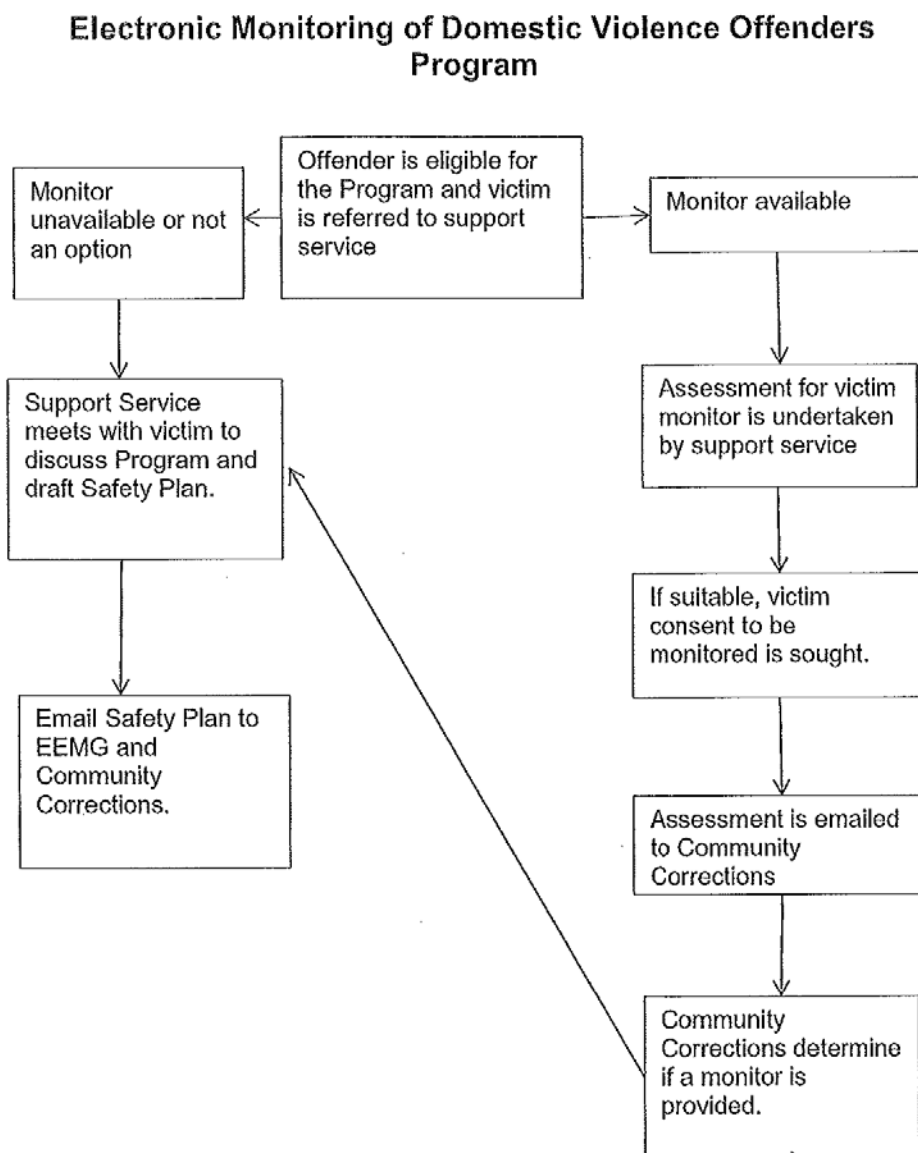 Electronic Monitoring of Domestic Violence Offenders
Program
Monitor
unavailable or not
an option
Offender is eligible for
the Program and victim
is referred to support
service
Monitor available
Support Service
meets with victim to
discuss Program and
draft Safety Plan.
Assessment for victim
monitor is undertaken
by support service
If suitable, victim
consent to be
monitored is sought.
Email Safety Plan to
EEMG and
Community
Corrections.
Assessment is emailed
to Community
Corrections
Community
Corrections determine
if a monitor is
provided.